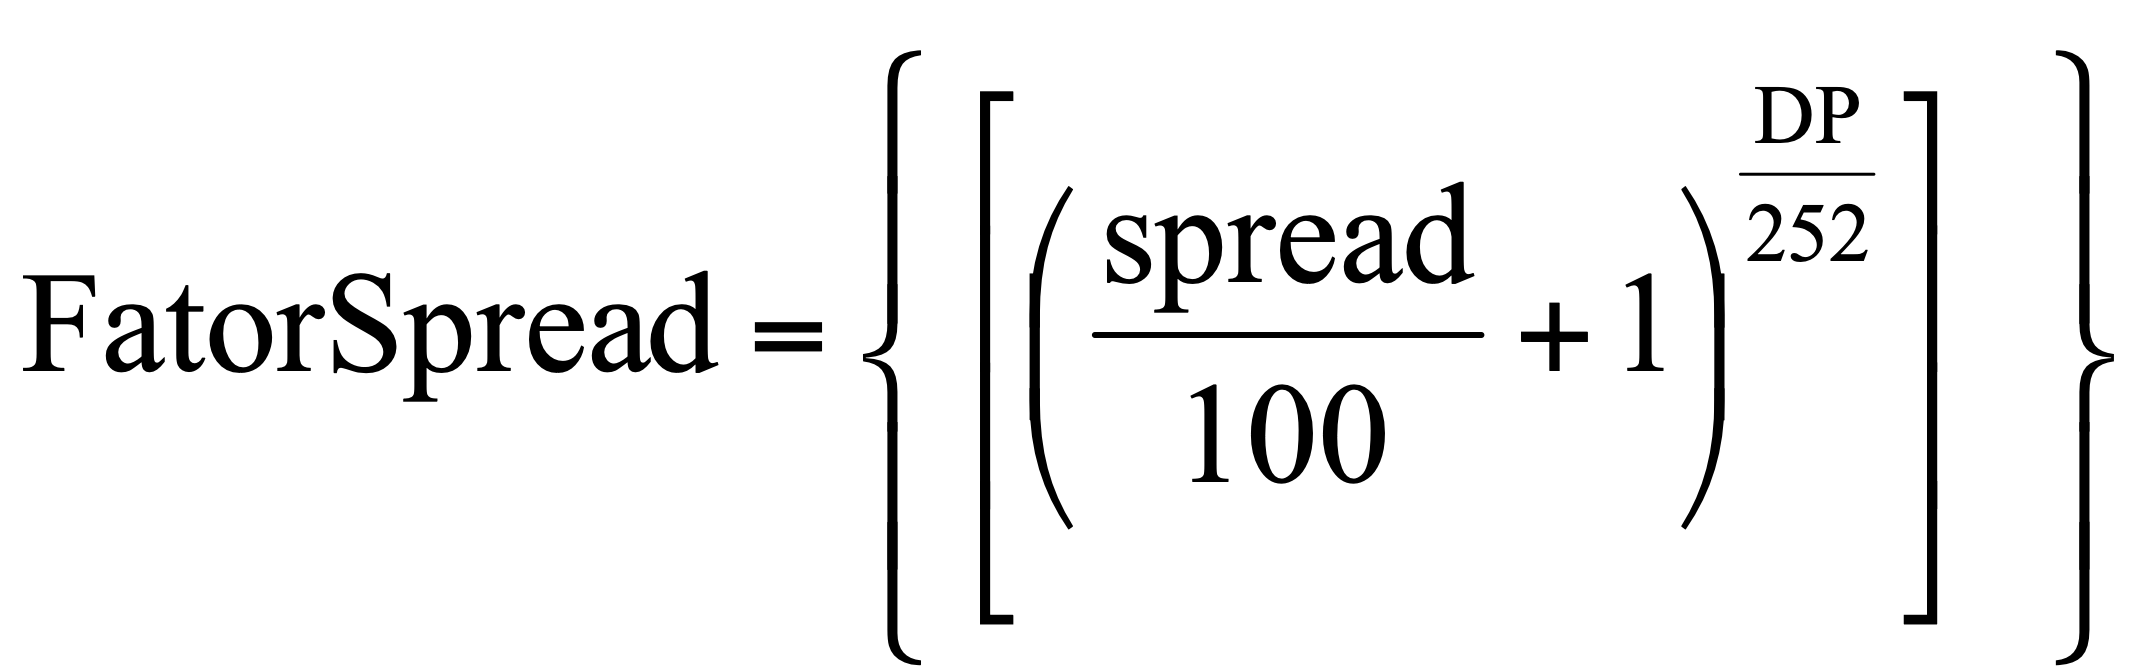 FatorSpread = { [ ( spread/100 + 1 )^(DP/252) ] }